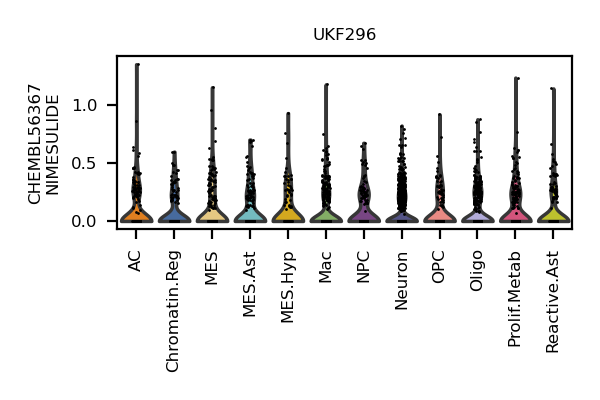 UKF296
CHEMBL56367
NIMESULIDE
1.0
0.5
0.0
AC
Chromatin.Reg
MES
MES.Ast
MES.Hyp
Mac
NPC
Neuron
OPC
Oligo
Prolif.Metab
Reactive.Ast